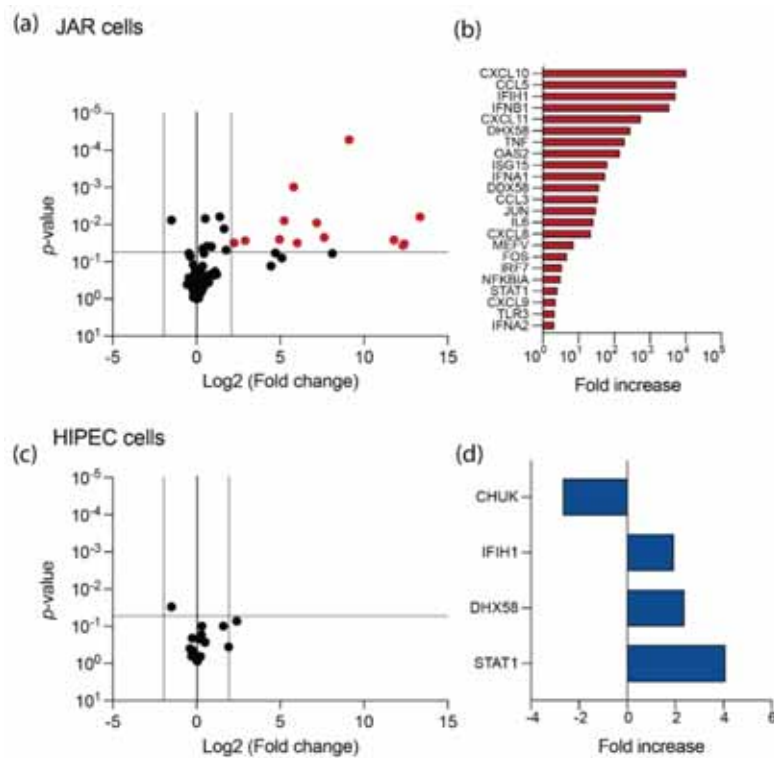 (a) JAR cells
10-5
10-4
10-3
10-2
10-1
100
101
p-value
-5 0 5 10 15
Log2 (Fold change)
(b)
CXCL10
CCL5
IFIH1
IFNB1
CXCL11
DHX58
TNF
OAS2
ISG15
IFNA1
DDX58
CCL3
JUN
IL6
CXCL8
MEFV
FOS
IRF7
NFKBIA
STAT1
CXCL9
TLR3
IFNA2
100 101 102 103 104 105
Fold increase
HIPEC cells
(c)
10-5
10-4
10-3
10-2
10-1
100
101
p-value
-5 0 5 10 15
Log2 (Fold change)
(d)
CHUK
IFIH1
DHX58
STAT1
-4 -2 0 2 4 6
Fold increase